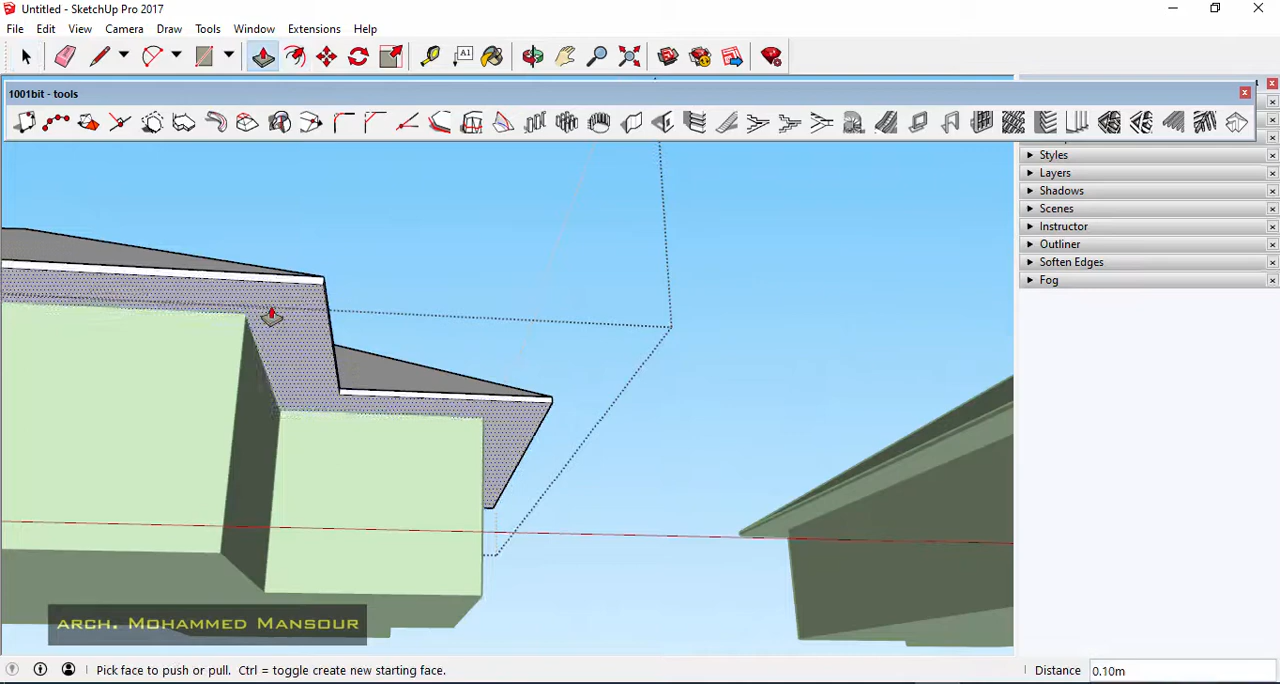 Untitled - SketchUp Pro 2017
File Edit View Camera Draw Tools Window Extensions Help
A1
1001bit - tools
Styles
Layers
Shadows
Scenes
Instructor
Outliner
Soften Edges
Fog
ARCH. MOHAMMED MANSOUR
Pick face to push or pull. Ctrl = toggle create new starting face.
Distance 0.10m